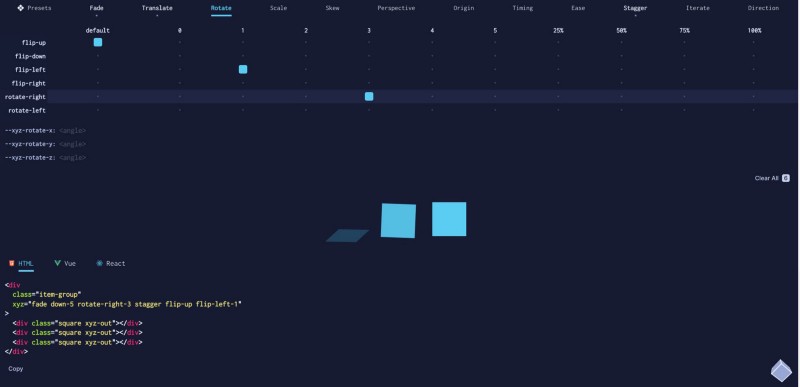 Presets Fade Translate Rotate Scale Skew Perspective Origin Timing Ease Stagger Iterate Direction
default 0 1 2 3 4 5 25% 50% 75% 100%
flip-up
flip-down
flip-left
flip-right
rotate-right
rotate-left
--xyz-rotate-x: <angle>
--xyz-rotate-y: <angle>
--xyz-rotate-z: <angle>
Clear All 6
HTML Vue React
<div
class="item-group"
xyz="fade down-5 rotate-right-3 stagger flip-up flip-left-1"
>
<div class="square xyz-out"></div>
<div class="square xyz-out"></div>
<div class="square xyz-out"></div>
</div>
Copy